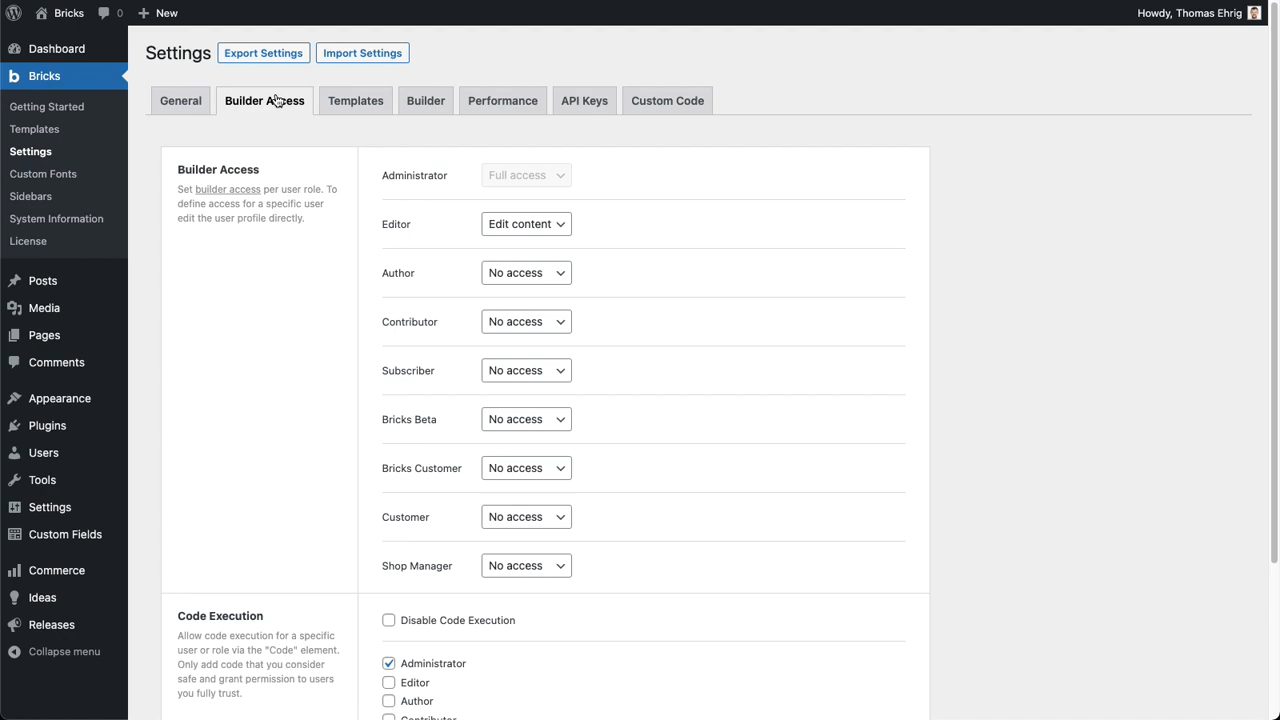 Bricks
0
New
Howdy, Thomas Ehrig
Dashboard
b Bricks
Getting Started
Templates
Settings
Custom Fonts
Sidebars
System Information
License
Posts
Media
Pages
Comments
Appearance
Plugins
Users
Tools
Settings
Custom Fields
Commerce
Ideas
Releases
Collapse menu
Settings
Export Settings
Import Settings
General
Builder Access
Templates
Builder
Performance
API Keys
Custom Code
Builder Access
Set builder access per user role. To
define access for a specific user
edit the user profile directly.
Administrator
Full access
Editor
Edit content
Author
No access
Contributor
No access
Subscriber
No access
Bricks Beta
No access
Bricks Customer
No access
Customer
No access
Shop Manager
No access
Code Execution
Allow code execution for a specific
user or role via the "Code" element.
Only add code that you consider
safe and grant permission to users
you fully trust.
Disable Code Execution
Administrator
Editor
Author
Contributor